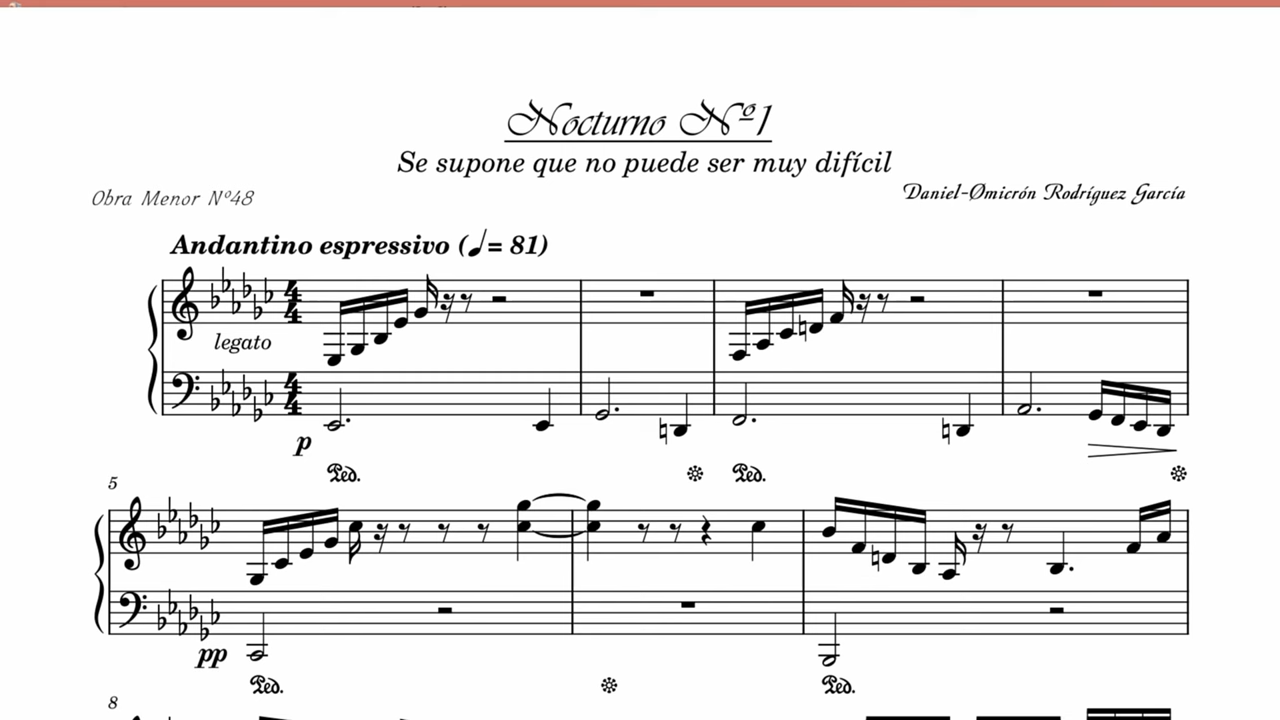 Nocturno Nº1
Se supone que no puede ser muy difícil
Obra Menor Nº48
Daniel-Ømicrón Rodríguez García
Andantino espressivo (♩= 81)
legato
p
Ped. Ped.
5
pp
Ped. Ped.
8